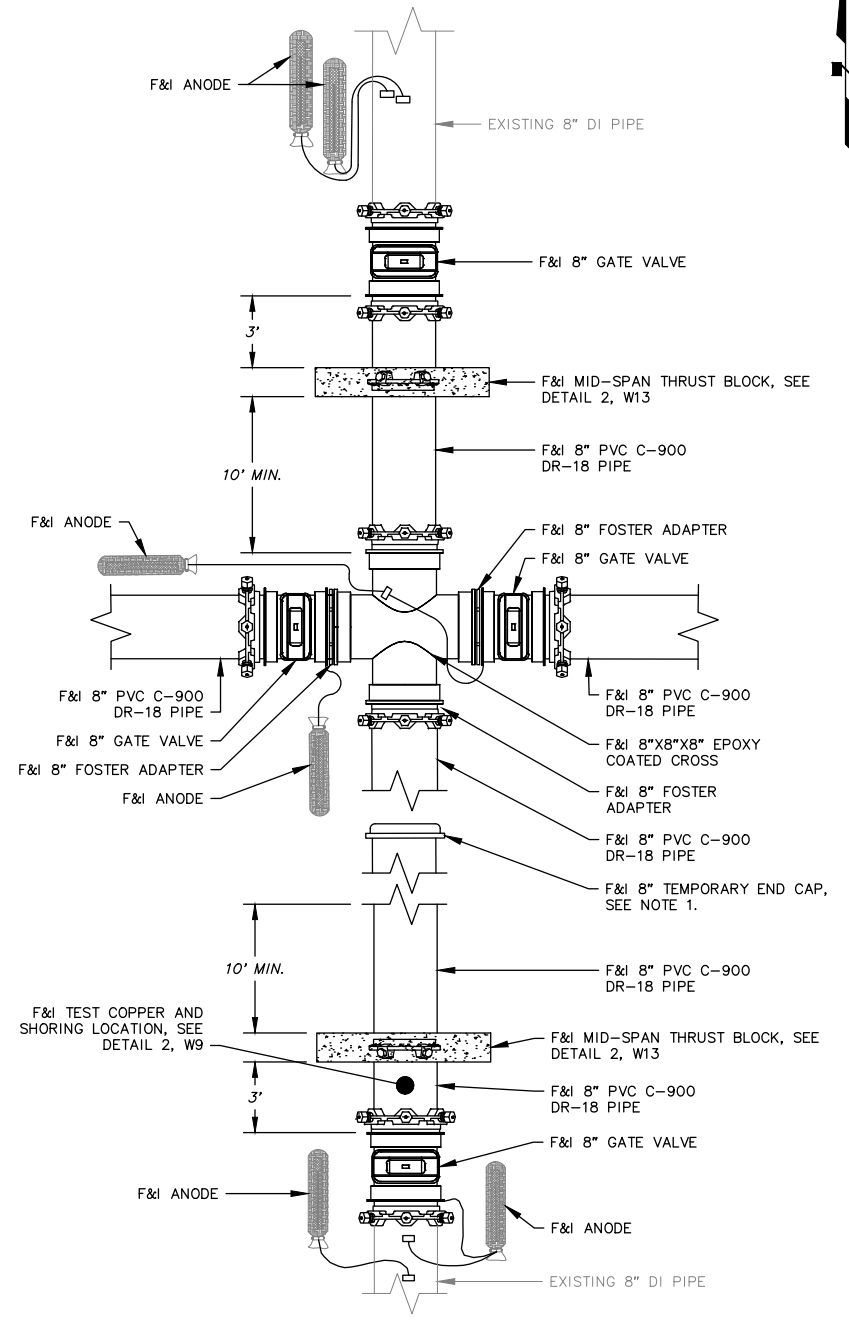 F&I ANODE
EXISTING 8" DI PIPE
F&I 8" GATE VALVE
3'
F&I MID-SPAN THRUST BLOCK, SEE
DETAIL 2, W13
F&I 8" PVC C-900
DR-18 PIPE
10' MIN.
F&I ANODE
F&I 8" FOSTER ADAPTER
F&I 8" GATE VALVE
F&I 8" PVC C-900
DR-18 PIPE
F&I 8" GATE VALVE
F&I 8" FOSTER ADAPTER
F&I ANODE
F&I 8" PVC C-900
DR-18 PIPE
F&I 8"X8"X8" EPOXY
COATED CROSS
F&I 8" FOSTER
ADAPTER
F&I 8" PVC C-900
DR-18 PIPE
F&I 8" TEMPORARY END CAP,
SEE NOTE 1.
10' MIN.
F&I 8" PVC C-900
DR-18 PIPE
F&I TEST COPPER AND
SHORING LOCATION, SEE
DETAIL 2, W9
F&I MID-SPAN THRUST BLOCK, SEE
DETAIL 2, W13
3'
F&I 8" PVC C-900
DR-18 PIPE
F&I 8" GATE VALVE
F&I ANODE
F&I ANODE
EXISTING 8" DI PIPE